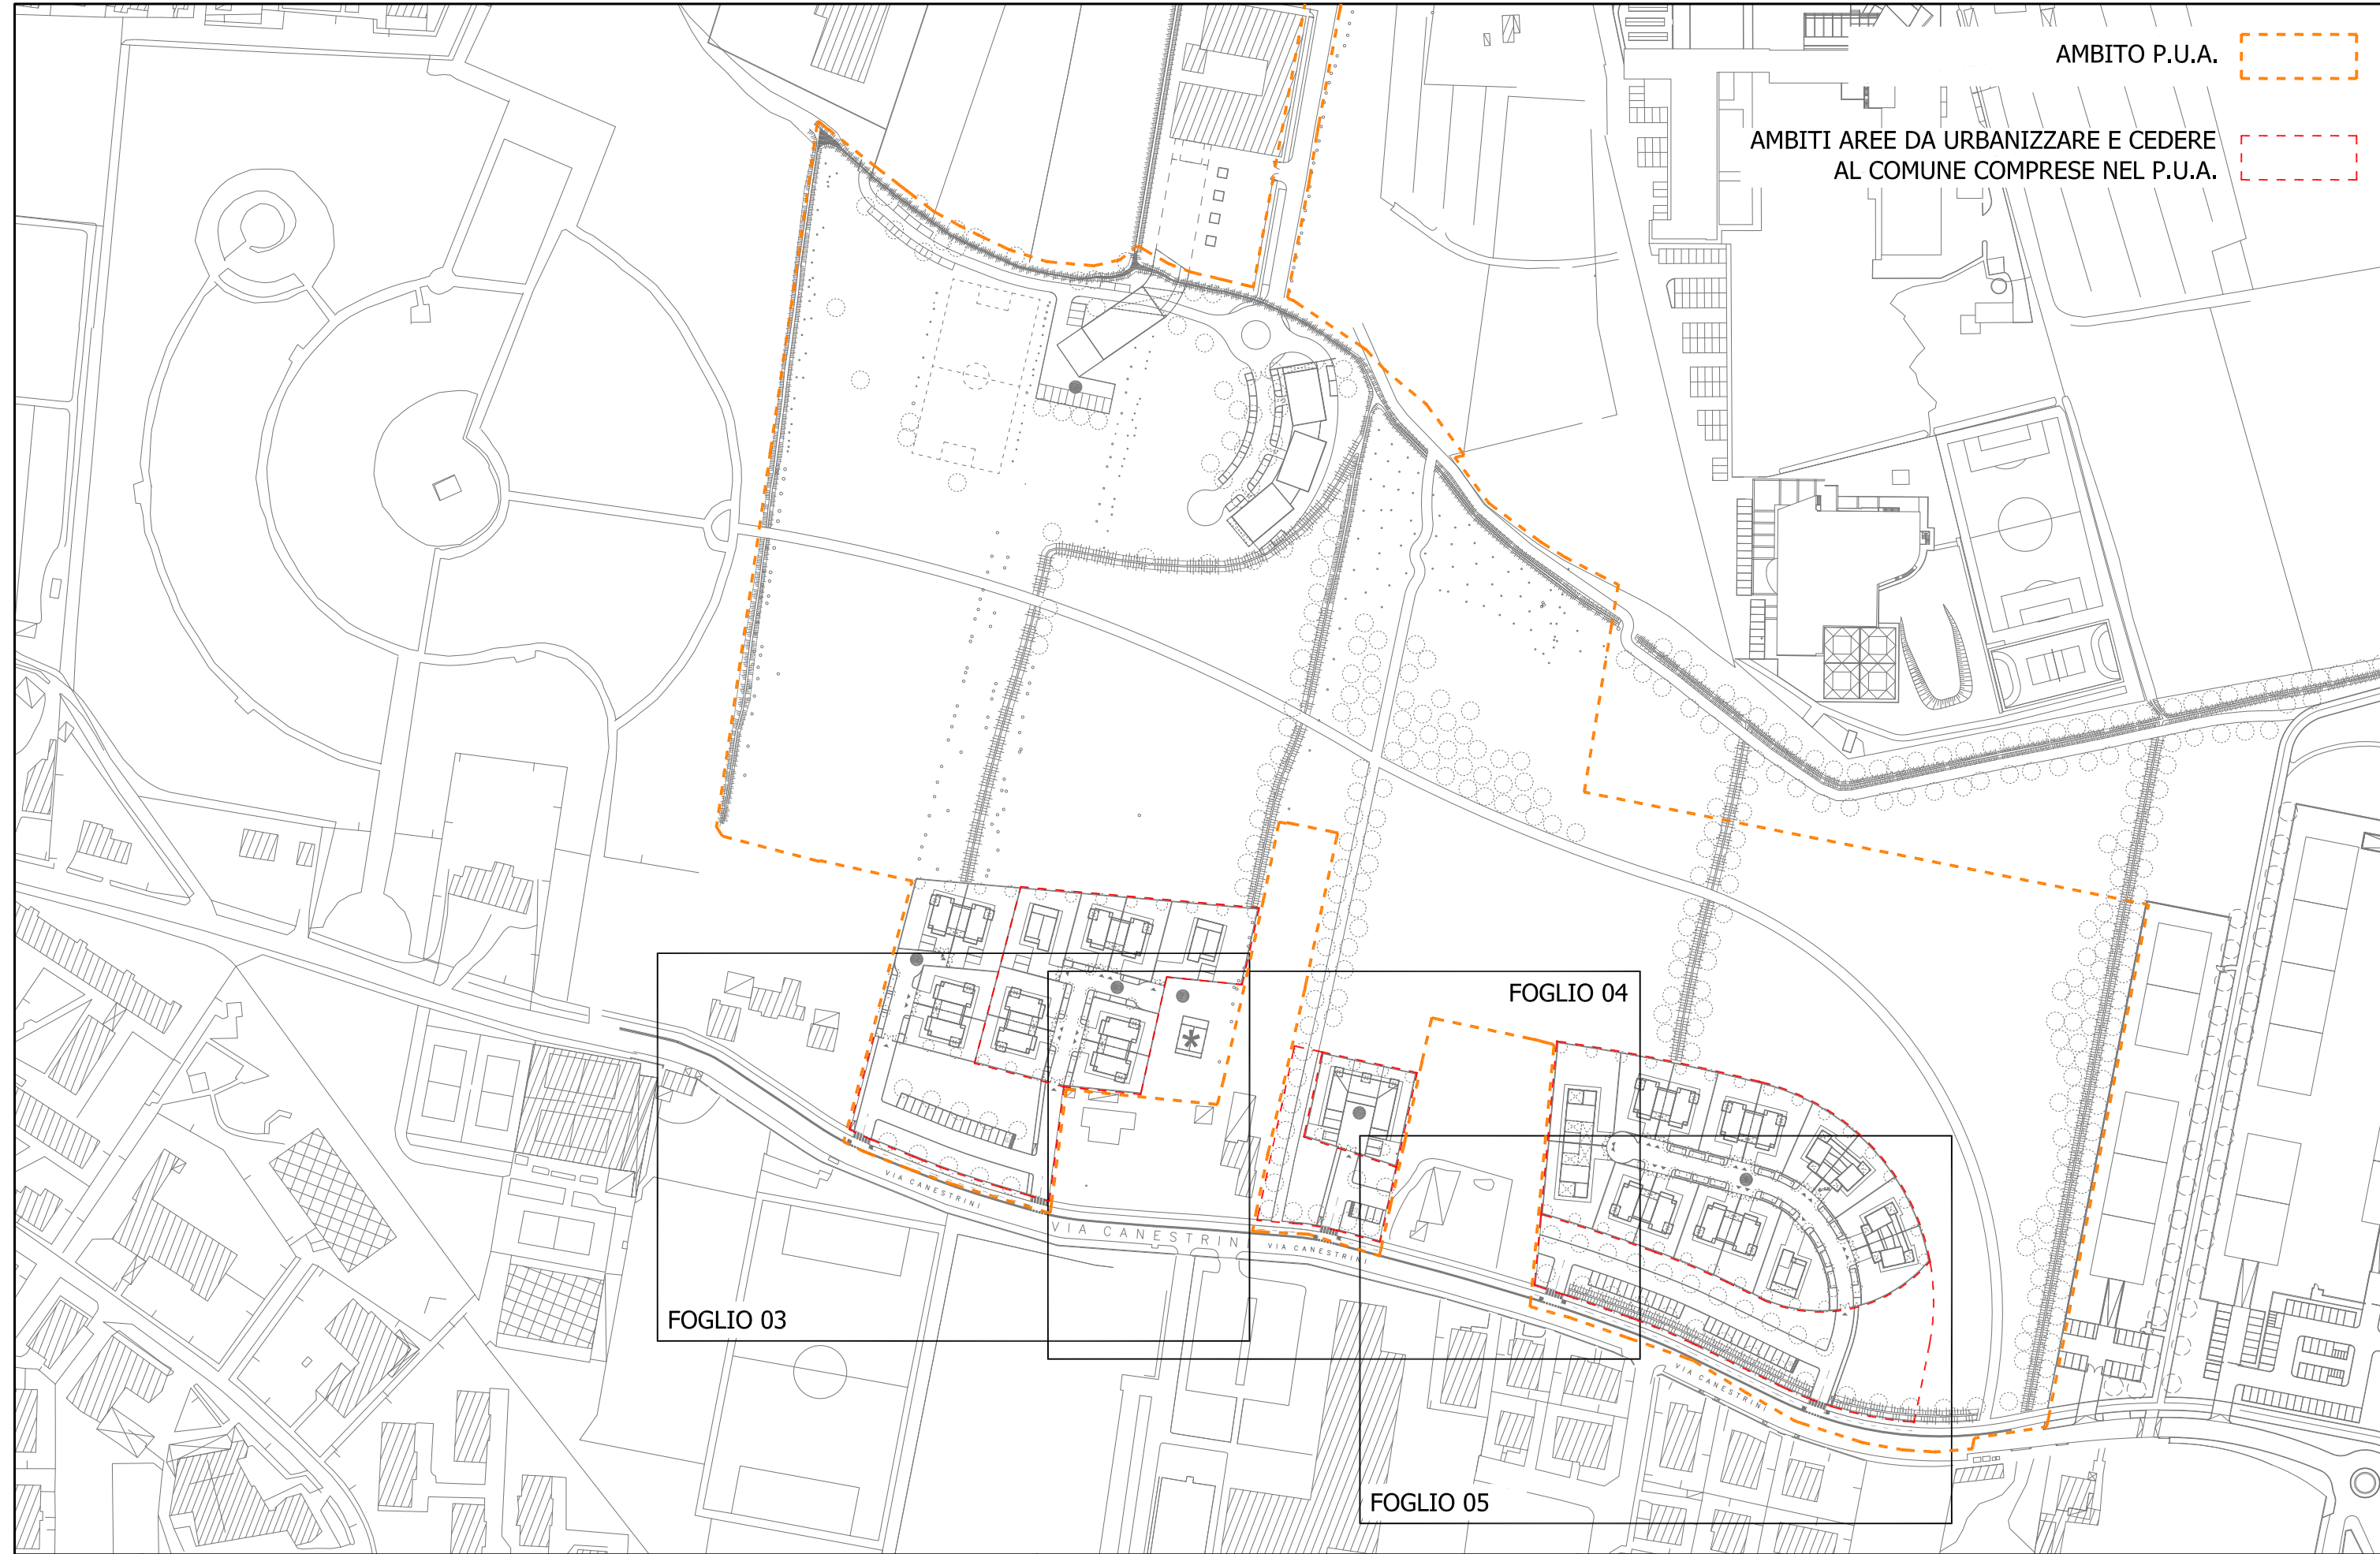 AMBITO P.U.A.
AMBITI AREE DA URBANIZZARE E CEDERE
AL COMUNE COMPRESE NEL P.U.A.
FOGLIO 04
VIA CANESTRINI
VIA CANESTRIN
VIA CANESTRINI
FOGLIO 03
VIA CANESTRINI
FOGLIO 05